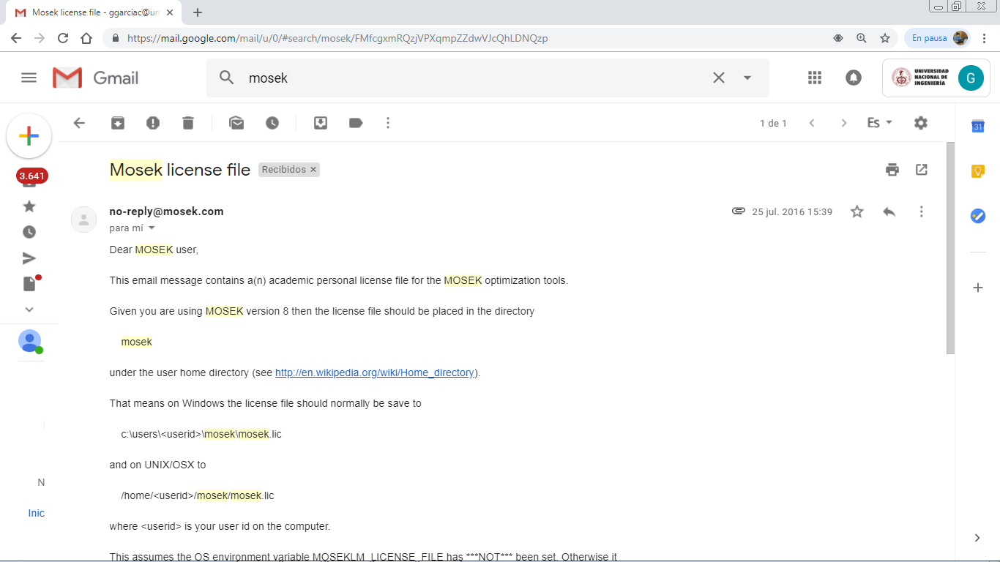 Mosek license file - ggarciac@un
https://mail.google.com/mail/u/0/#search/mosek/FMfcgxmRQzjVPXqmpZZdwVJcQhLDNQzp
En pausa
Gmail
mosek
UNIVERSIDAD
NACIONAL DE
INGENIERÍA
G
1 de 1
Es
31
3.641
Mosek license file
Recibidos ×
no-reply@mosek.com
25 jul. 2016 15:39
para mí
Dear MOSEK user,
This email message contains a(n) academic personal license file for the MOSEK optimization tools.
Given you are using MOSEK version 8 then the license file should be placed in the directory
mosek
under the user home directory (see http://en.wikipedia.org/wiki/Home_directory).
That means on Windows the license file should normally be save to
c:\users\<userid>\mosek\mosek.lic
and on UNIX/OSX to
/home/<userid>/mosek/mosek.lic
where <userid> is your user id on the computer.
This assumes the OS environment variable MOSEKLM_LICENSE_FILE has ***NOT*** been set. Otherwise it
N
Inic